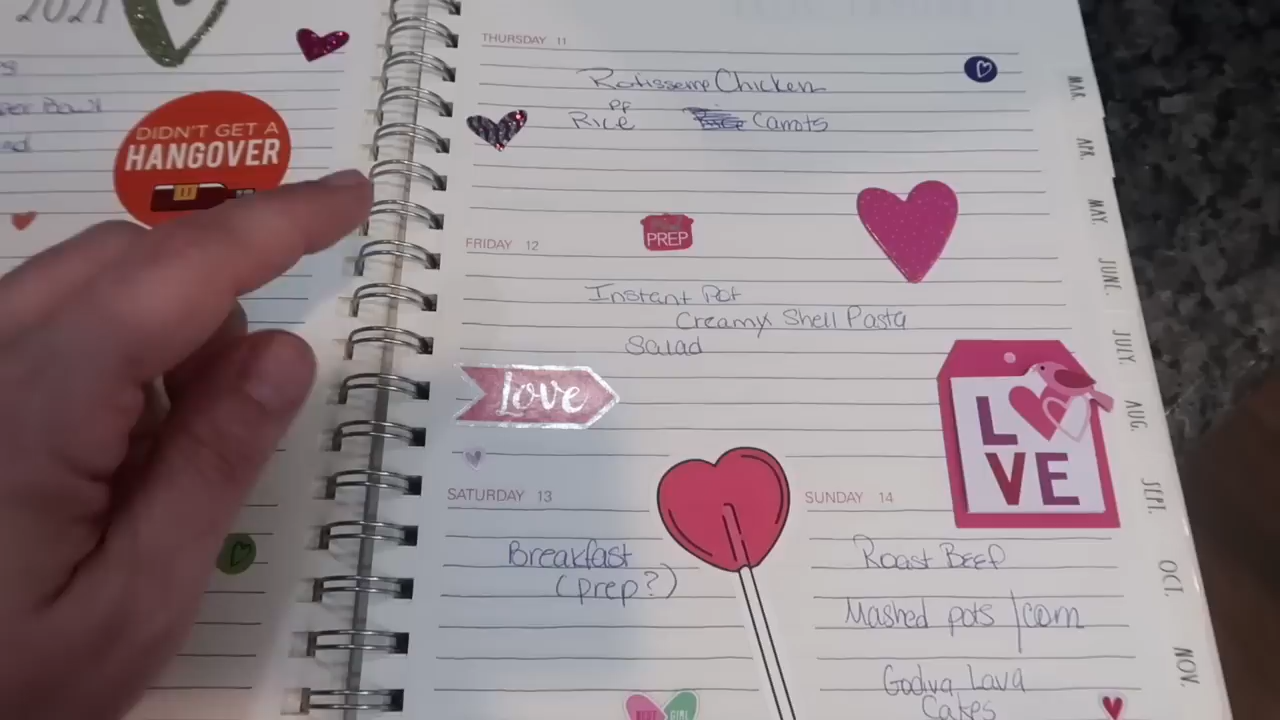 2021
DIDN'T GET A
HANGOVER
THURSDAY 11
Rotisserie Chicken
PP
Rice Carrots
PREP
FRIDAY 12
Instant Pot
Creamy Shell Pasta
Salad
Love
LOVE
SATURDAY 13
Breakfast
(prep?)
SUNDAY 14
Roast Beef
Mashed pots | corn
Godiva Lava
Cakes
GIRL
MAR.
APR.
MAY
JUNE
JULY
AUG.
SEPT.
OCT.
NOV.